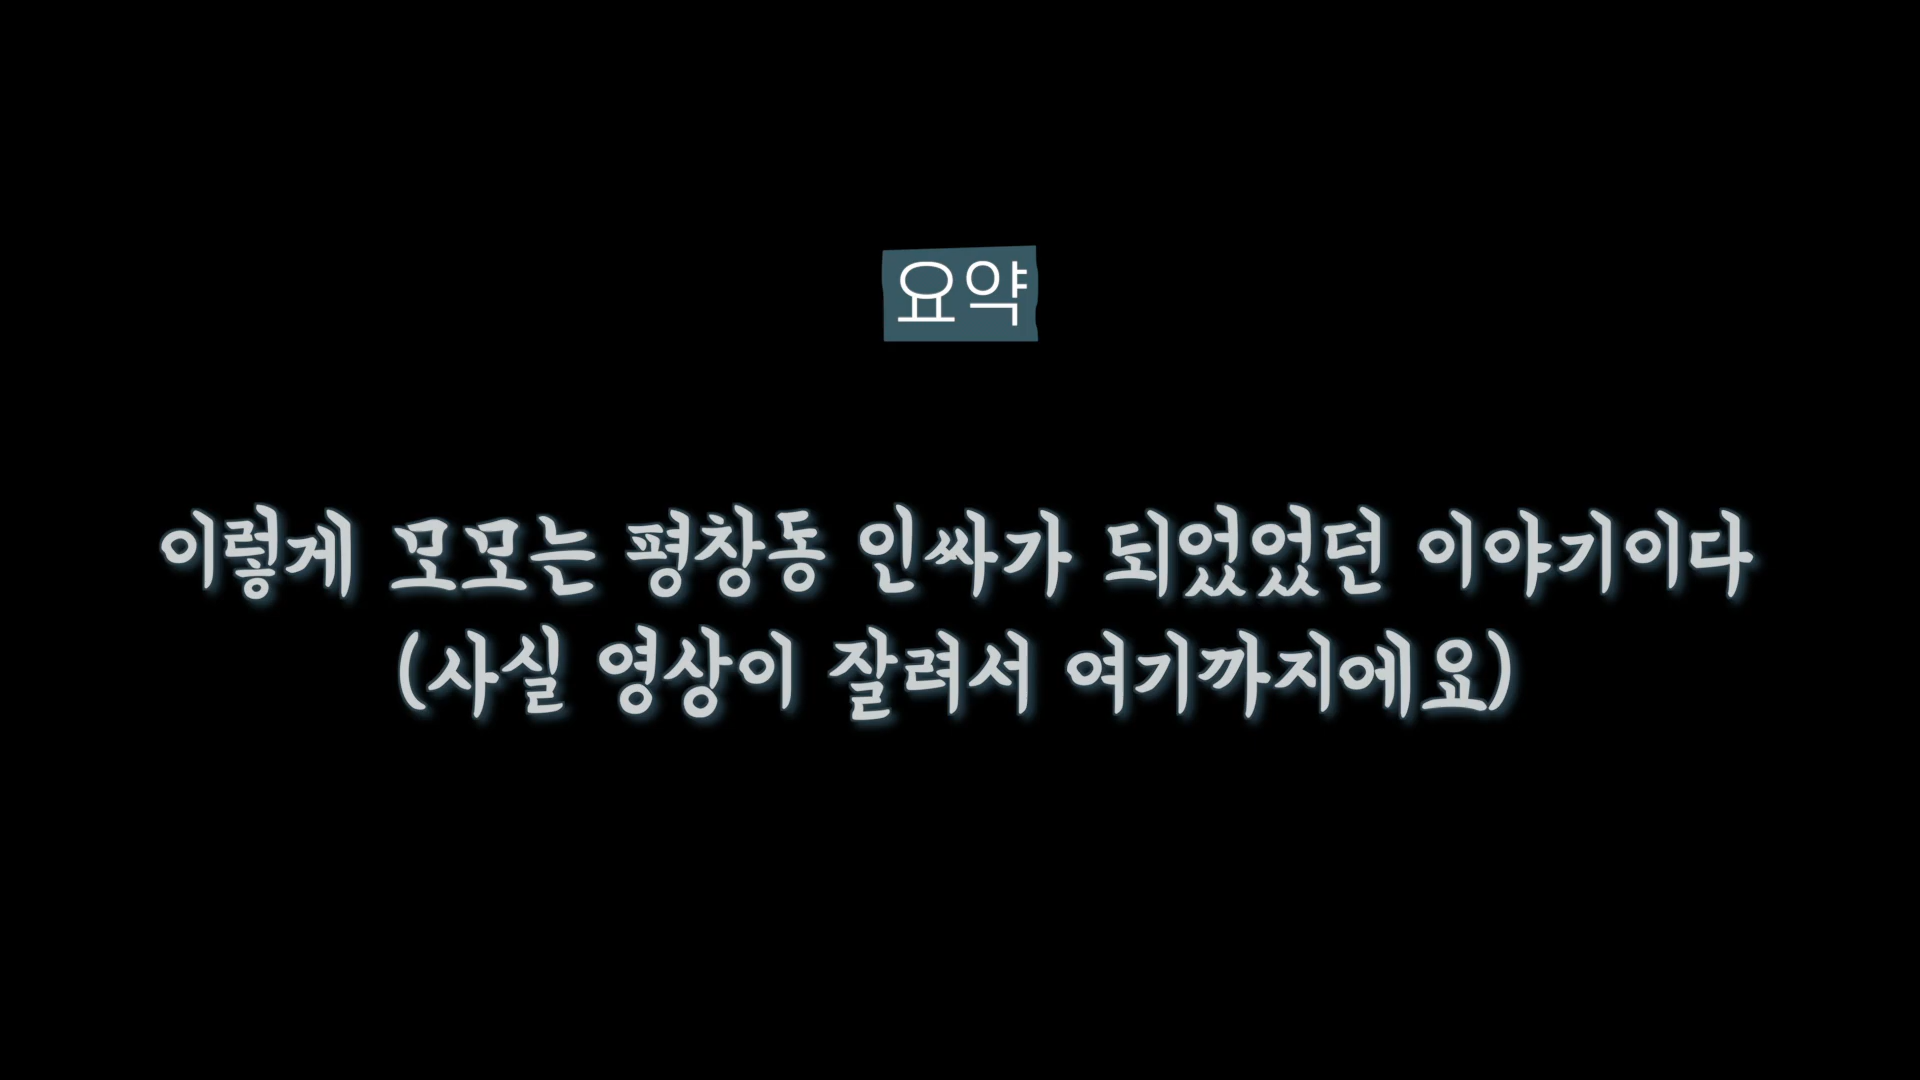 요약
이렇게 모모는 평창동 인싸가 되었었던 이야기이다
(사실 영상이 잘려서 여기까지에요)